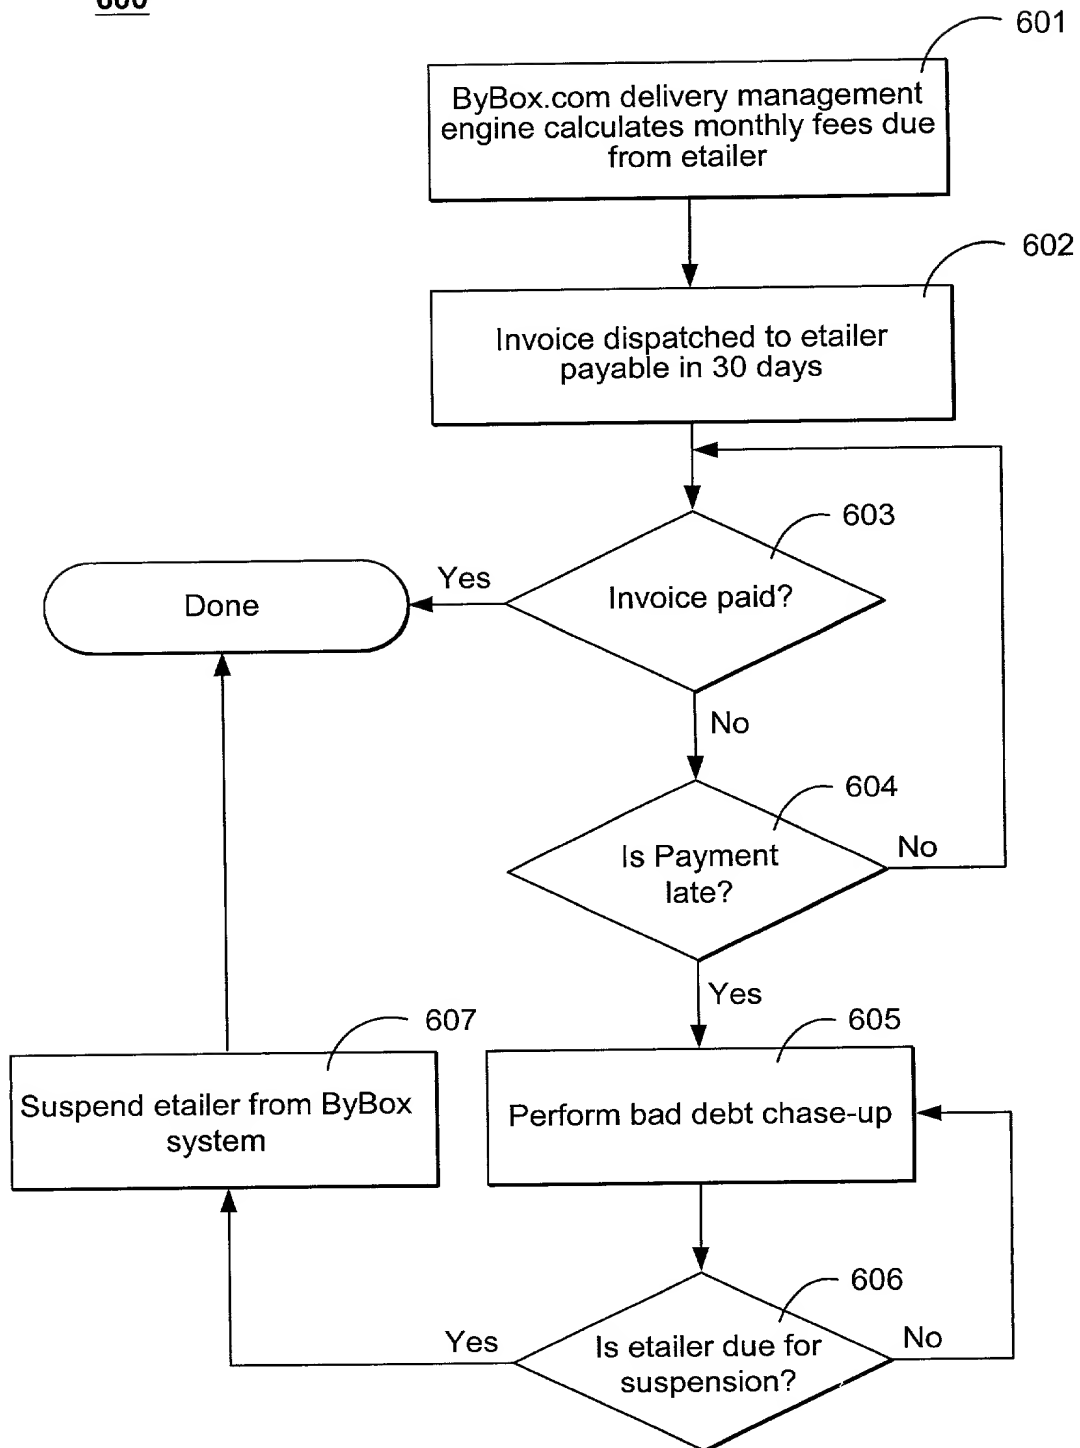 600
601
ByBox.com delivery management
engine calculates monthly fees due
from etailer
602
Invoice dispatched to etailer
payable in 30 days
603
Invoice paid?
Yes
Done
No
604
Is Payment
late?
No
Yes
605
Perform bad debt chase-up
607
Suspend etailer from ByBox
system
606
Is etailer due for
suspension?
Yes
No